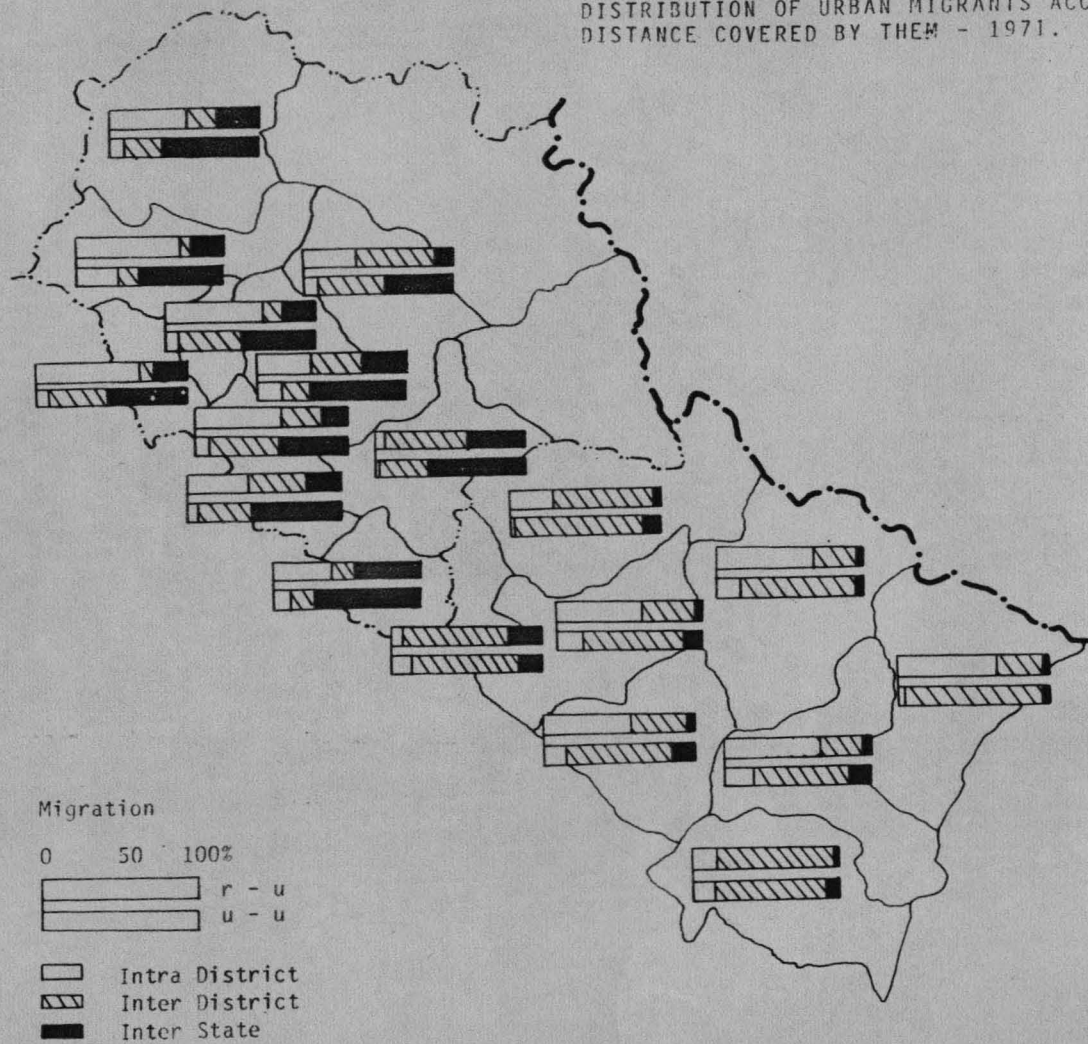 DISTRIBUTION OF URBAN MIGRANTS
DISTANCE COVERED BY THEM - 1971.
Migration
0 50 100%
r - u
u - u
Intra District
Inter District
Inter State